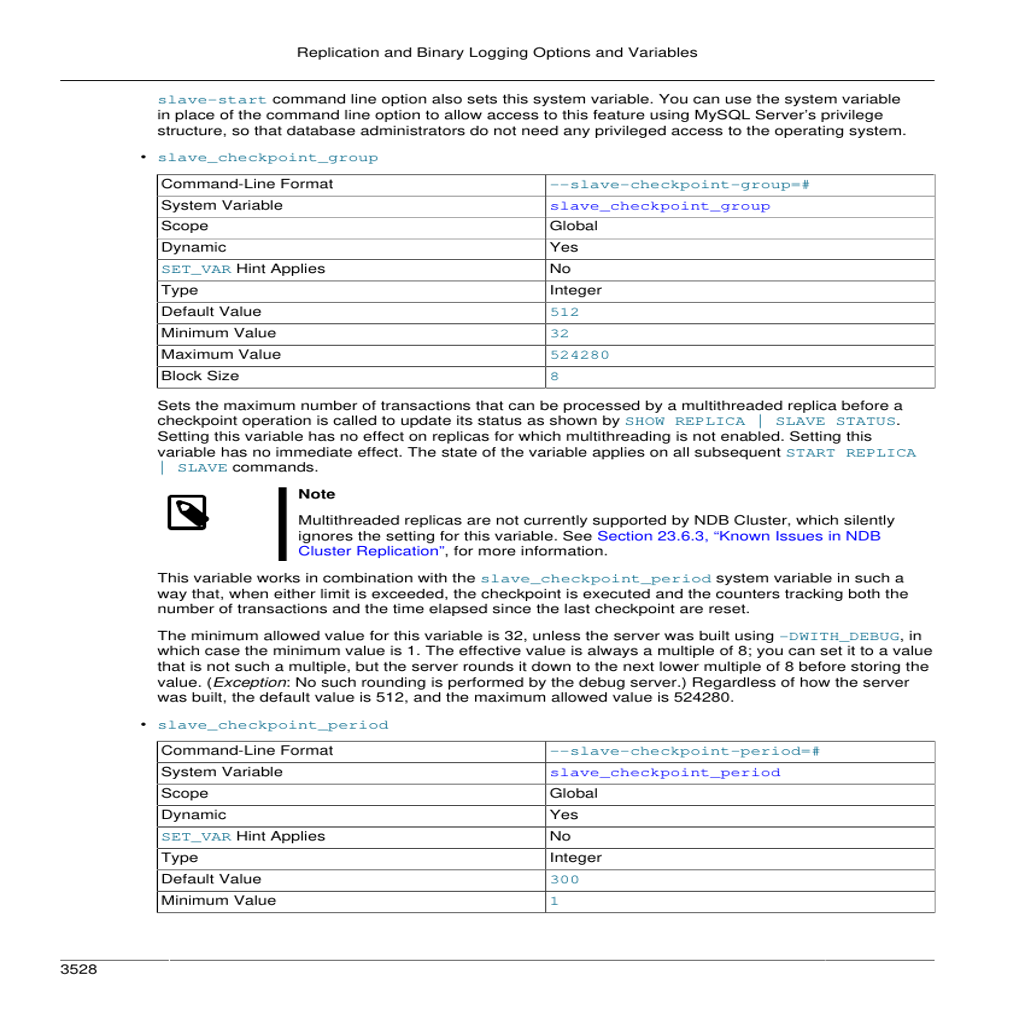 Replication and Binary Logging Options and Variables
slave-start command line option also sets this system variable. You can use the system variable
in place of the command line option to allow access to this feature using MySQL Server's privilege
structure, so that database administrators do not need any privileged access to the operating system.
• slave_checkpoint_group
Command-Line Format --slave-checkpoint-group=#
System Variable slave_checkpoint_group
Scope Global
Dynamic Yes
SET_VAR Hint Applies No
Type Integer
Default Value 512
Minimum Value 32
Maximum Value 524280
Block Size 8
Sets the maximum number of transactions that can be processed by a multithreaded replica before a
checkpoint operation is called to update its status as shown by SHOW REPLICA | SLAVE STATUS.
Setting this variable has no effect on replicas for which multithreading is not enabled. Setting this
variable has no immediate effect. The state of the variable applies on all subsequent START REPLICA
| SLAVE commands.
Note
Multithreaded replicas are not currently supported by NDB Cluster, which silently
ignores the setting for this variable. See Section 23.6.3, “Known Issues in NDB
Cluster Replication”, for more information.
This variable works in combination with the slave_checkpoint_period system variable in such a
way that, when either limit is exceeded, the checkpoint is executed and the counters tracking both the
number of transactions and the time elapsed since the last checkpoint are reset.
The minimum allowed value for this variable is 32, unless the server was built using -DWITH_DEBUG, in
which case the minimum value is 1. The effective value is always a multiple of 8; you can set it to a value
that is not such a multiple, but the server rounds it down to the next lower multiple of 8 before storing the
value. (Exception: No such rounding is performed by the debug server.) Regardless of how the server
was built, the default value is 512, and the maximum allowed value is 524280.
• slave_checkpoint_period
Command-Line Format --slave-checkpoint-period=#
System Variable slave_checkpoint_period
Scope Global
Dynamic Yes
SET_VAR Hint Applies No
Type Integer
Default Value 300
Minimum Value 1
3528